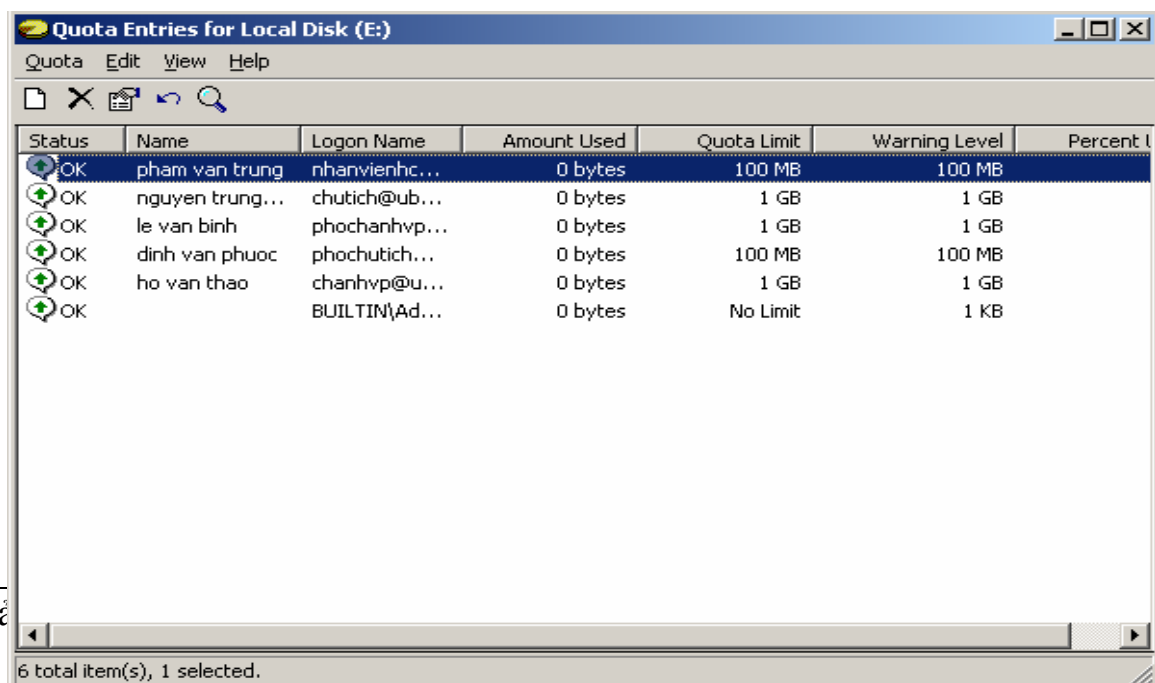 Quota Entries for Local Disk (E:)
Quota Edit View Help
Status Name Logon Name Amount Used Quota Limit Warning Level Percent
OK pham van trung nhanvienhc... 0 bytes 100 MB 100 MB
OK nguyen trung... chutich@ub... 0 bytes 1 GB 1 GB
OK le van binh phochanhvp... 0 bytes 1 GB 1 GB
OK dinh van phuoc phochutich... 0 bytes 100 MB 100 MB
OK ho van thao chanhvp@u... 0 bytes 1 GB 1 GB
OK BUILTIN\Ad... 0 bytes No Limit 1 KB
6 total item(s), 1 selected.